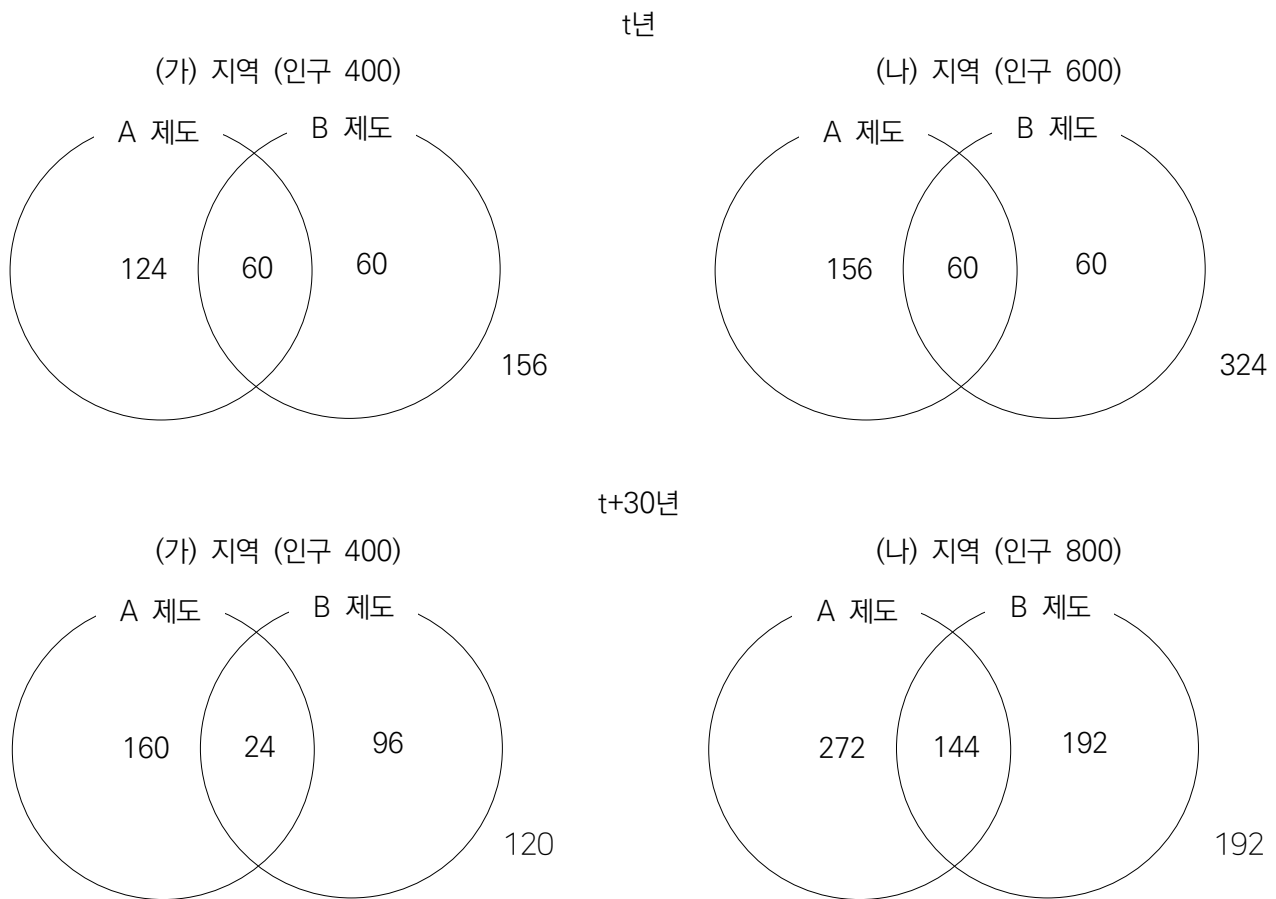 t년
(가) 지역 (인구 400) (나) 지역 (인구 600)
A 제도 B 제도 A 제도 B 제도
124 60 60 156 60 60
156 324
t+30년
(가) 지역 (인구 400) (나) 지역 (인구 800)
A 제도 B 제도 A 제도 B 제도
160 24 96 272 144 192
120 192